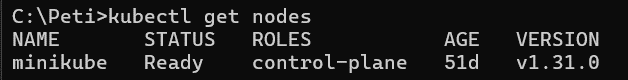 C:\Peti>kubectl get nodes
NAME STATUS ROLES AGE VERSION
minikube Ready control-plane 51d v1.31.0